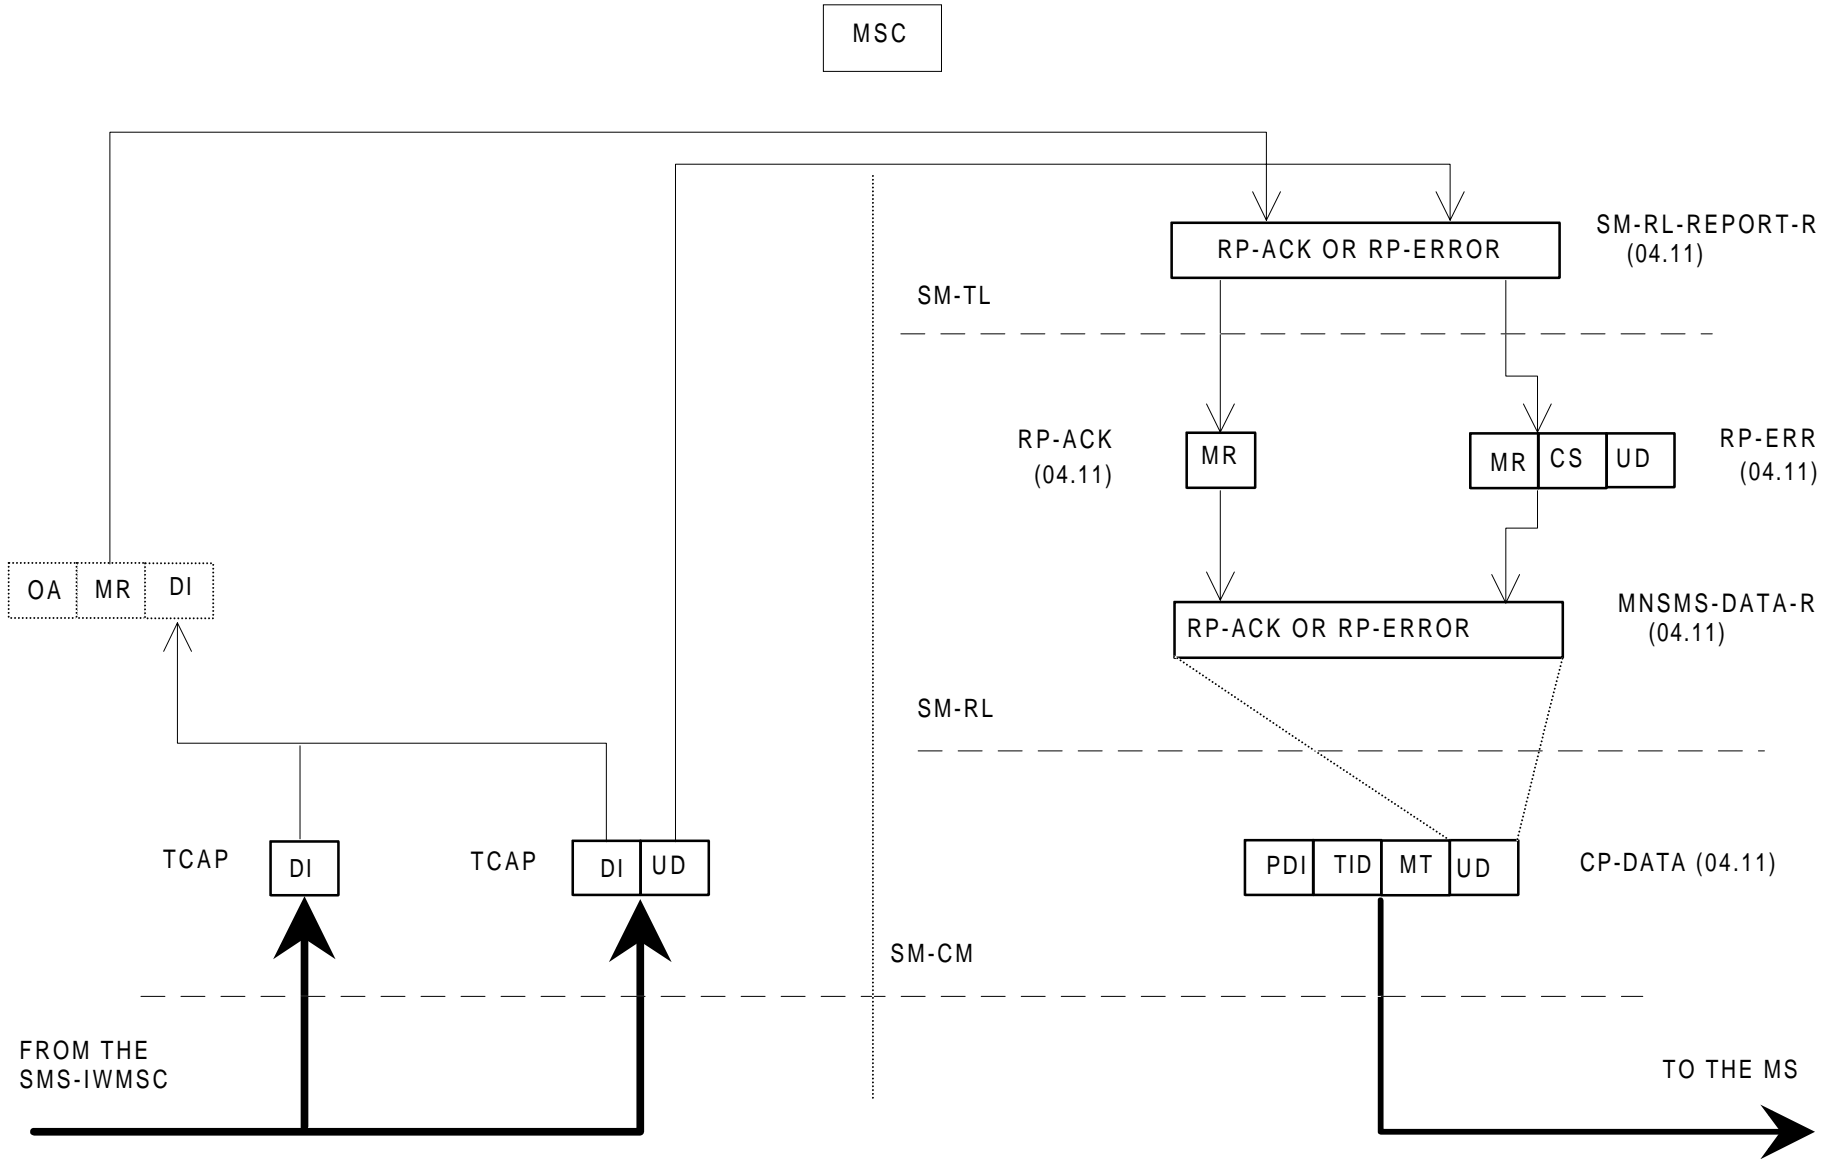 MSC
SM-RL-REPORT-R
(04.11)
RP-ACK OR RP-ERROR
SM-TL
RP-ACK
(04.11)
MR
MR CS UD
RP-ERR
(04.11)
OA MR DI
MNSMS-DATA-R
(04.11)
RP-ACK OR RP-ERROR
SM-RL
TCAP
DI
TCAP
DI UD
PDI TID MT UD
CP-DATA (04.11)
SM-CM
FROM THE
SMS-IWMSC
TO THE MS